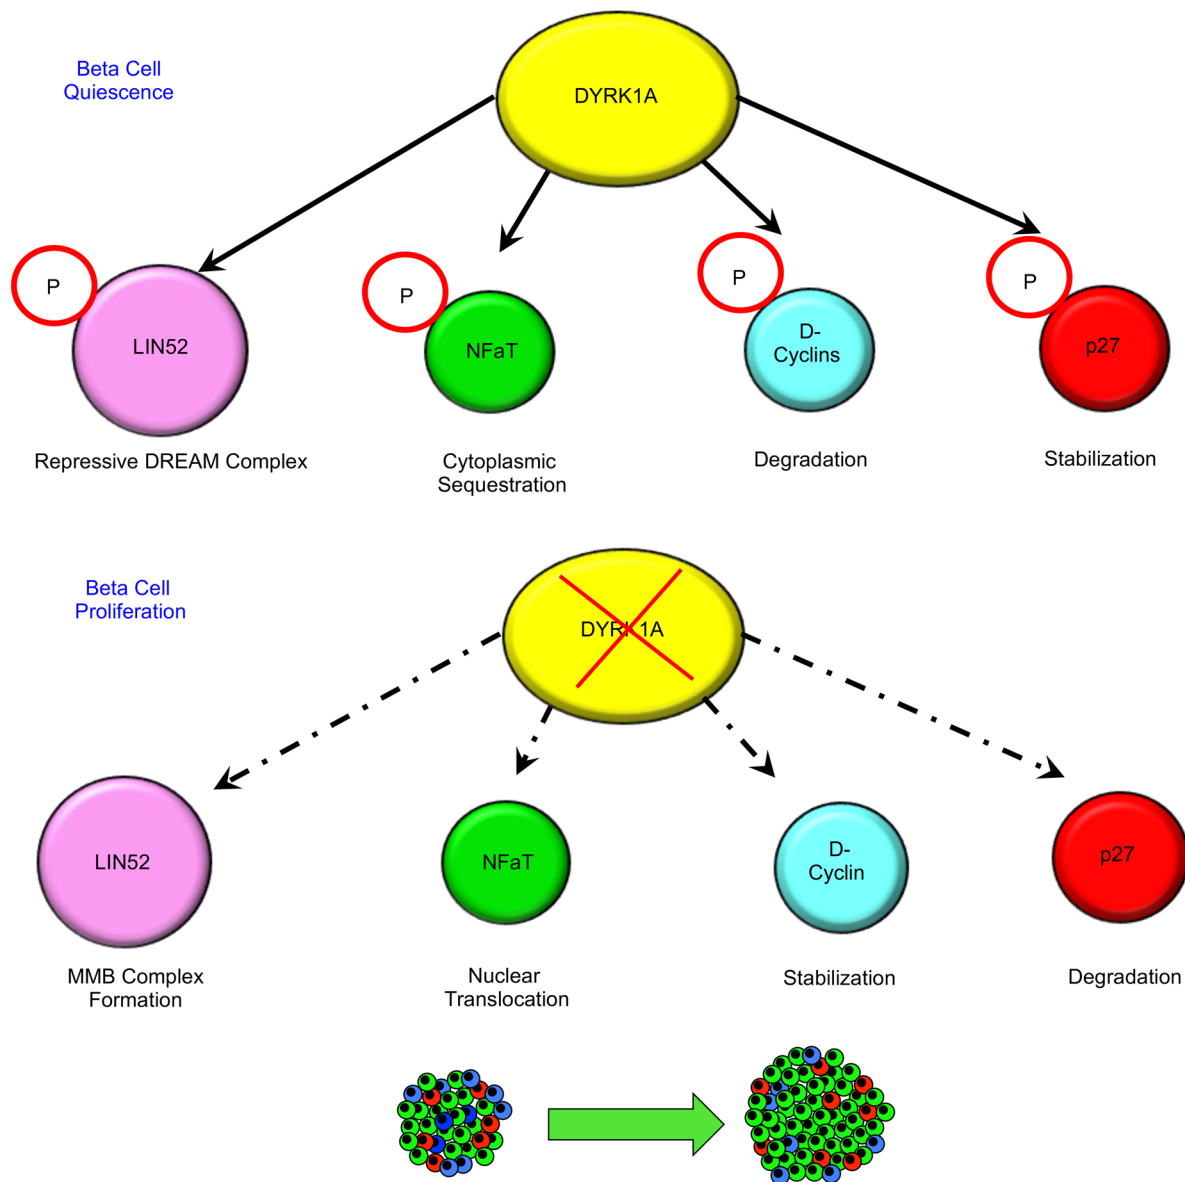 Beta Cell
Quiescence
DYRK1A
P
P
P
P
LIN52
NFaT
D-
Cyclins
p27
Repressive DREAM Complex
Cytoplasmic
Sequestration
Degradation
Stabilization
Beta Cell
Proliferation
DYRK1A
LIN52
NFaT
D-
Cyclin
p27
MMB Complex
Formation
Nuclear
Translocation
Stabilization
Degradation